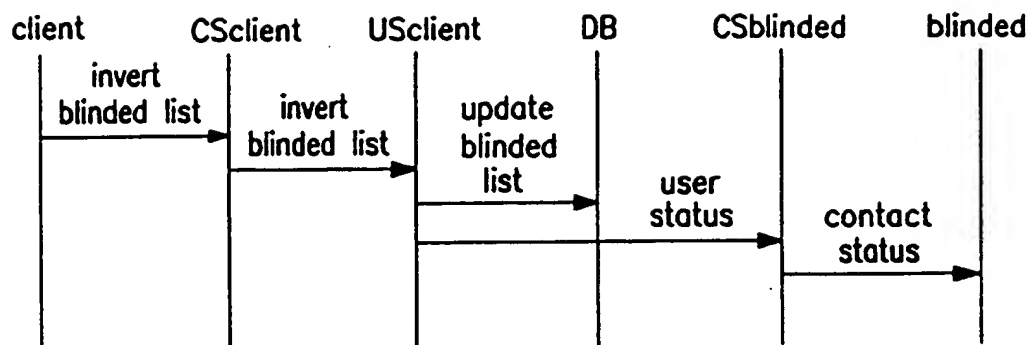 client CSclient USclient DB CSblinded blinded
invert
blinded list
invert
blinded list
update
blinded
list
user
status
contact
status